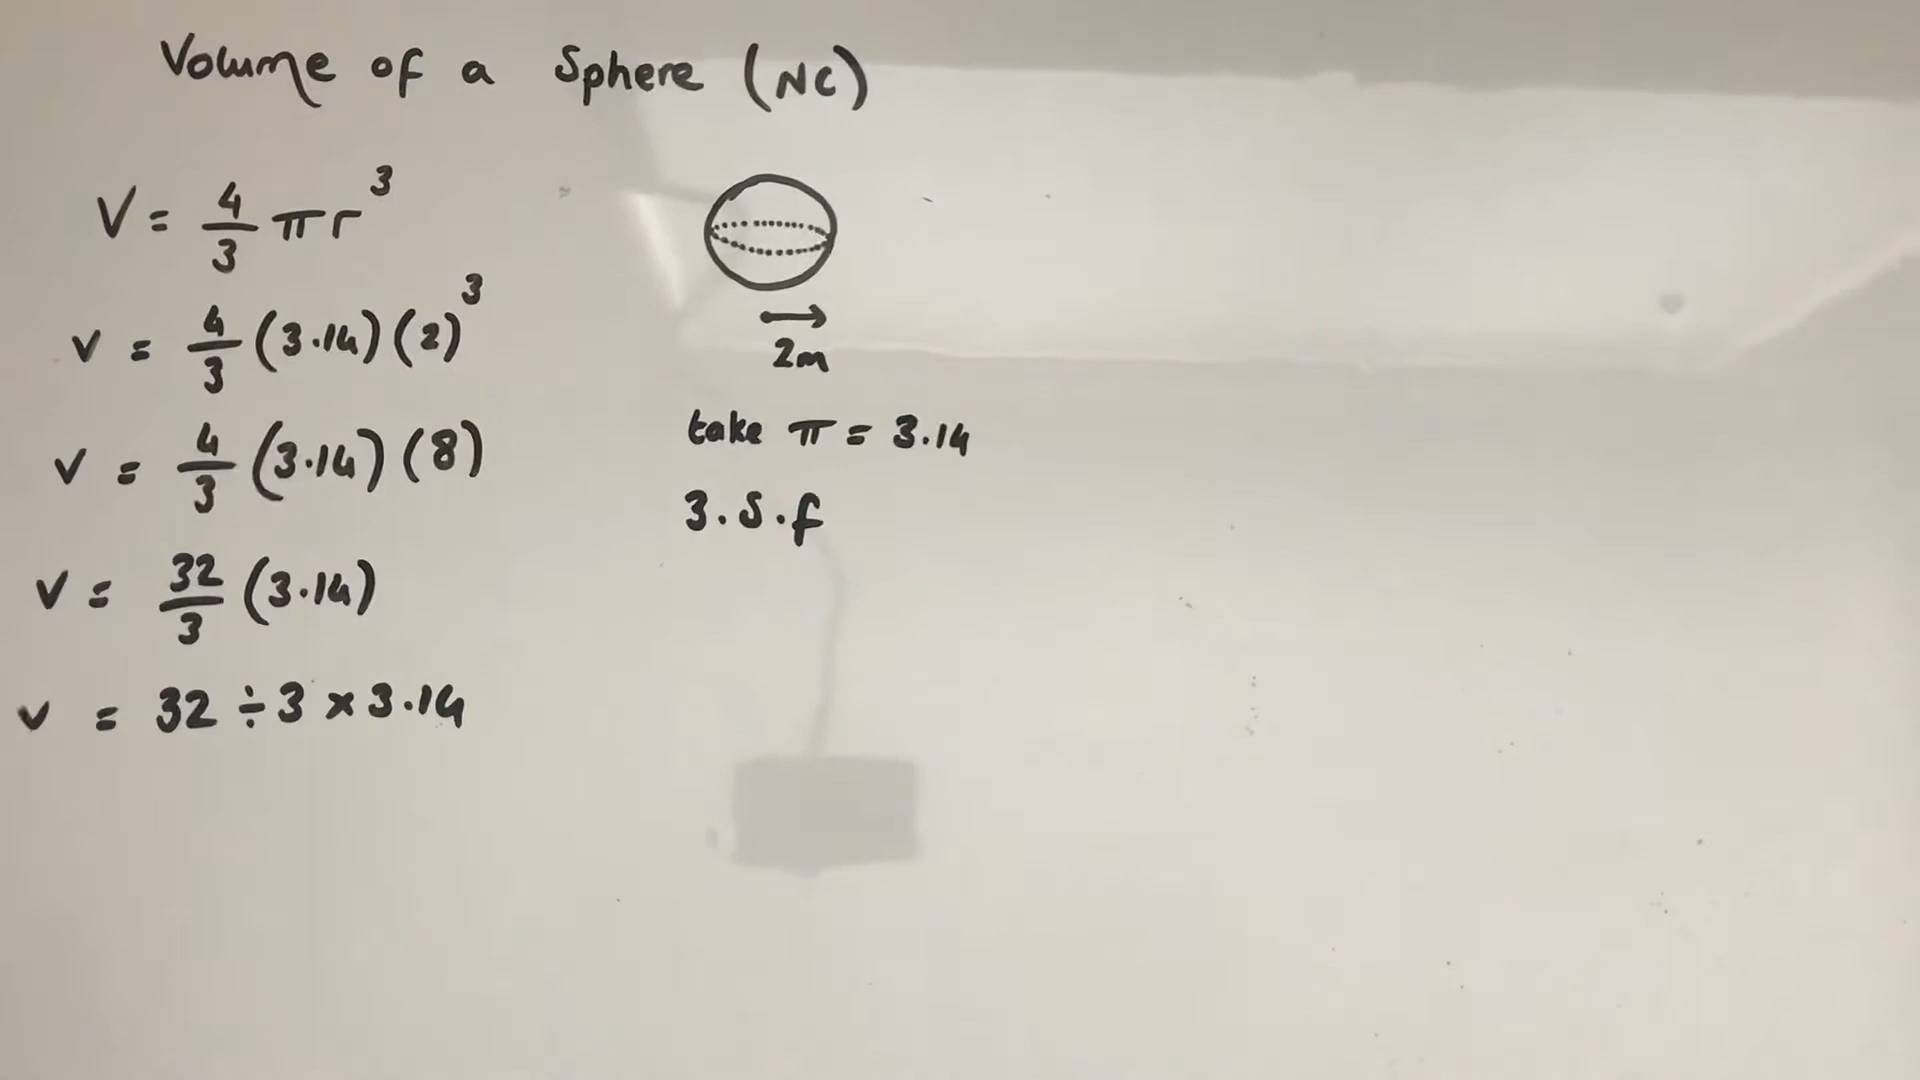 Volume of a Sphere (NC)
V = 4/3 πr³
V = 4/3 (3.14)(2)³
V = 4/3 (3.14)(8)
V = 32/3 (3.14)
V = 32 ÷ 3 × 3.14
2m
take π = 3.14
3.S.f